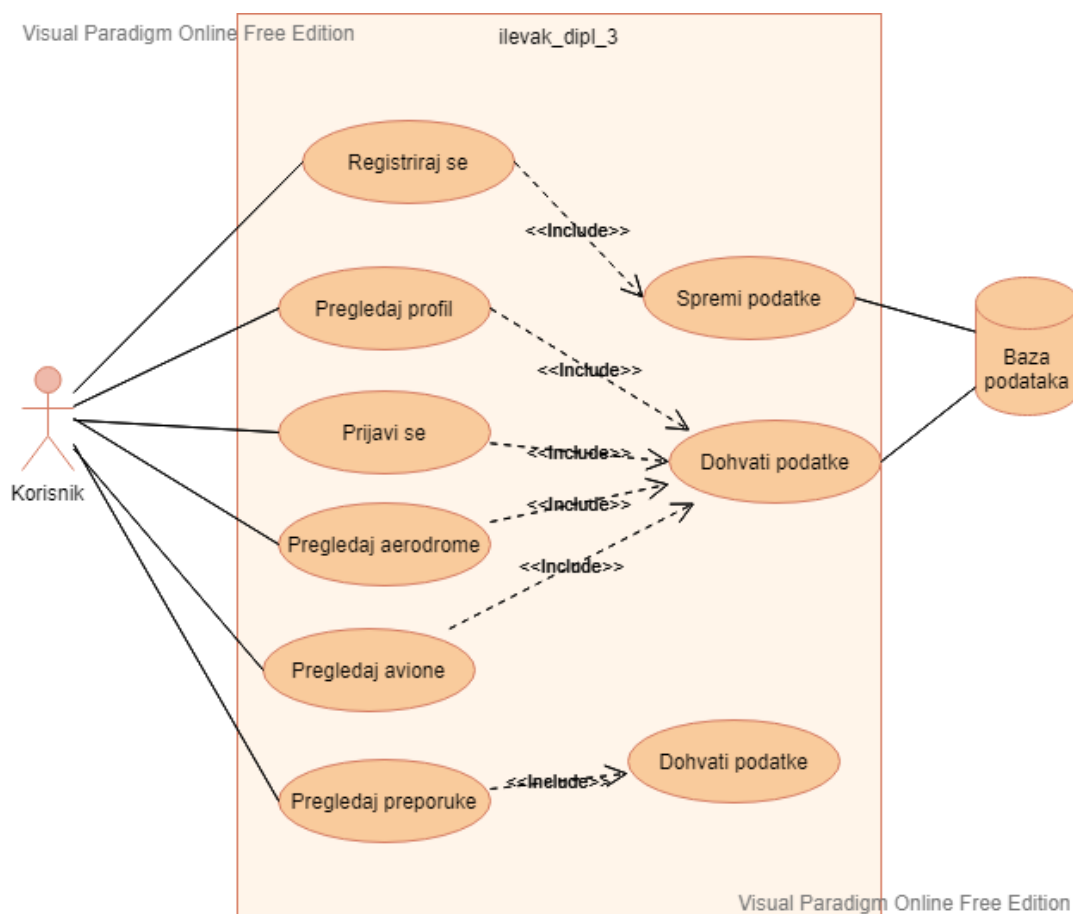 Visual Paradigm Online Free Edition
ilevak_dipl_3
Registriraj se
<<Include>>
Spremi podatke
Pregledaj profil
Baza
podataka
<<Include>>
Prijavi se
<<Include>>
Dohvati podatke
Korisnik
<<Include>>
Pregledaj aerodrome
<<Include>>
Pregledaj avione
Dohvati podatke
<<Include>>
Pregledaj preporuke
Visual Paradigm Online Free Edition